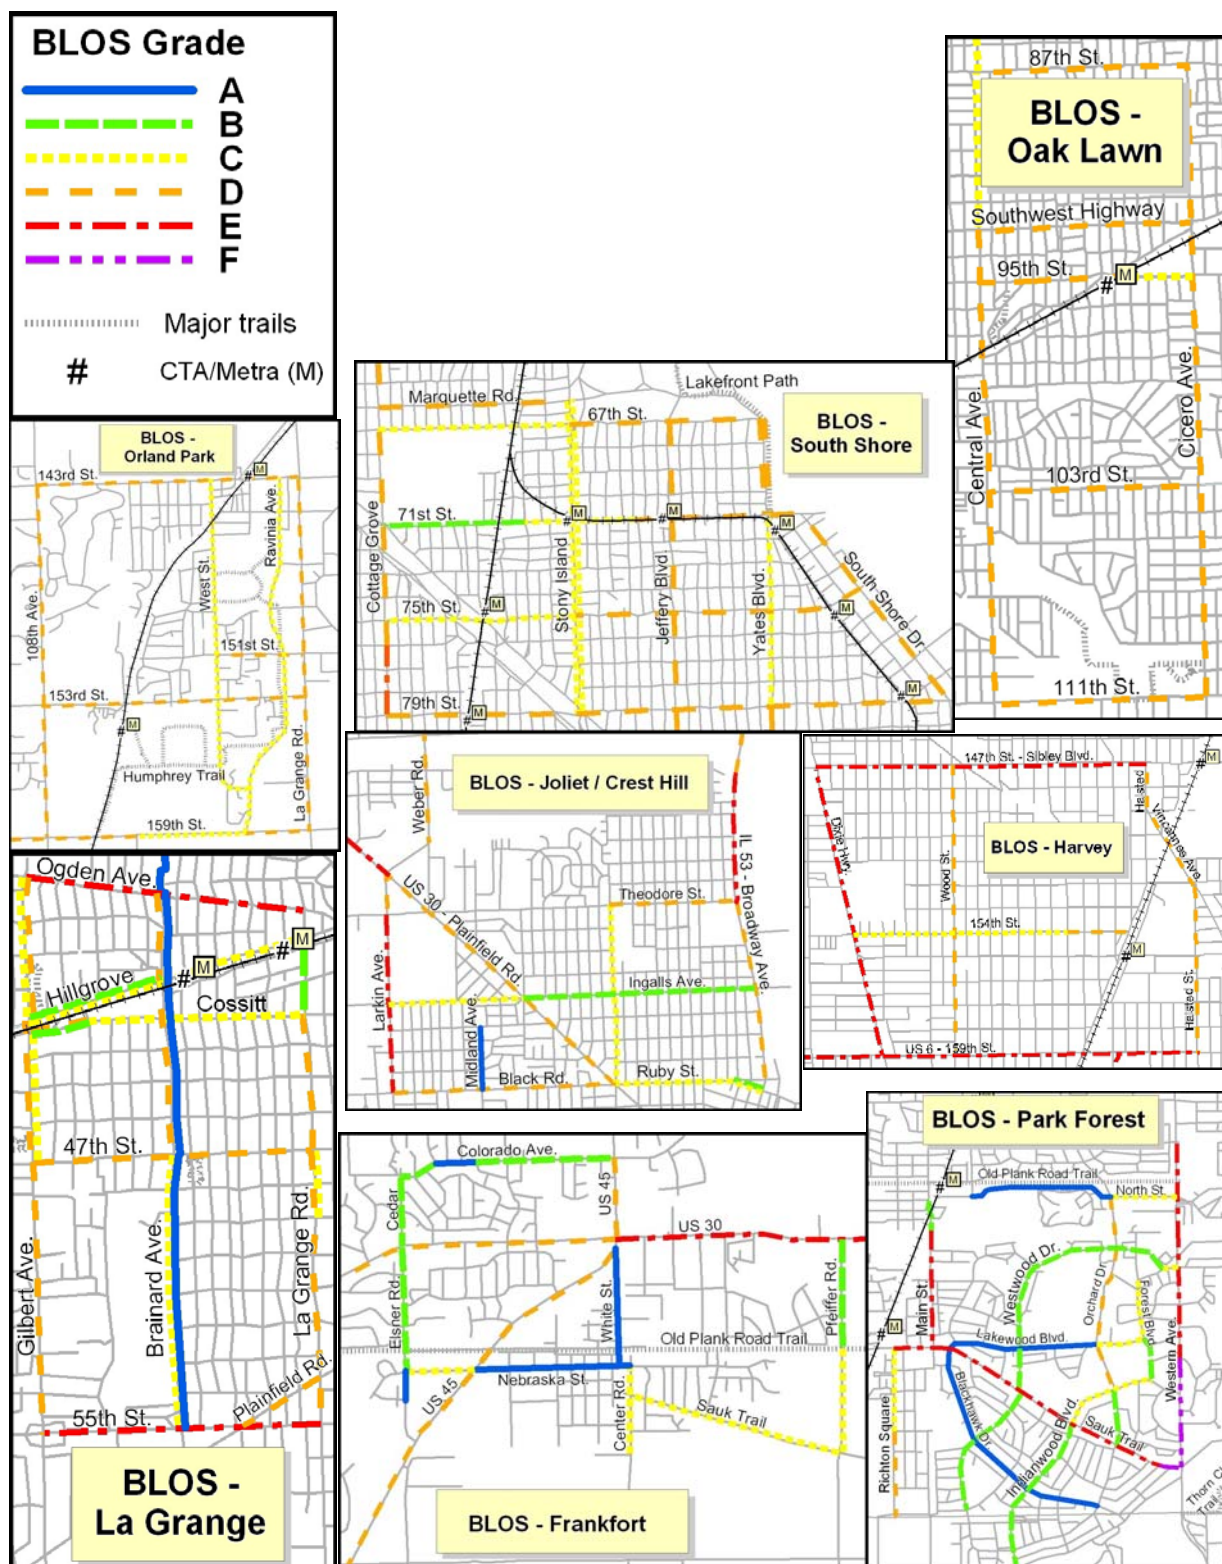 BLOS Grade
A
B
C
D
E
F
Major trails
# CTA/Metra (M)
87th St.
BLOS -
Oak Lawn
Southwest Highway
95th St.
M
#
Central Ave.
Cicero Ave.
103rd St.
111th St.
Lakefront Path
Marquette Rd.
67th St.
BLOS -
South Shore
71st St.
M
M
M
Cottage Grove
Stony Island
Jeffery Blvd.
Yates Blvd.
South Shore Dr
75th St.
M
M
79th St.
M
M
BLOS -
Orland Park
143rd St.
M
Ravinia Ave.
West St.
108th Ave.
151st St.
153rd St.
M
Humphrey Trail
La Grange Rd.
159th St.
Weber Rd.
BLOS - Joliet / Crest Hill
IL 53 - Broadway Ave.
US 30 - Plainfield Rd.
Theodore St.
Larkin Ave.
Ingalls Ave.
Midland Ave.
Black Rd.
Ruby St.
147th St. - Sibley Blvd.
M
Halsted
Vincennes Ave.
Dixie Hwy.
Wood St.
BLOS - Harvey
154th St.
M
Halsted St.
US 6 - 159th St.
Ogden Ave.
M
#
M
#
Hillgrove
Cossitt
47th St.
Gilbert Ave.
Brainard Ave.
La Grange Rd.
Plainfield Rd.
55th St.
BLOS -
La Grange
Colorado Ave.
Cedar
US 45
US 30
Elsner Rd.
White St.
Pfeiffer Rd.
Old Plank Road Trail
Nebraska St.
US 45
Center Rd.
Sauk Trail
BLOS - Frankfort
BLOS - Park Forest
Old Plank Road Trail
M
North St.
Westwood Dr.
Orchard Dr.
Forest Blvd.
Main St.
M
Lakewood Blvd.
Western Ave.
Blackhawk Dr.
Richton Square
Indianwood Blvd.
Sauk Trail
Thorn C
Trai